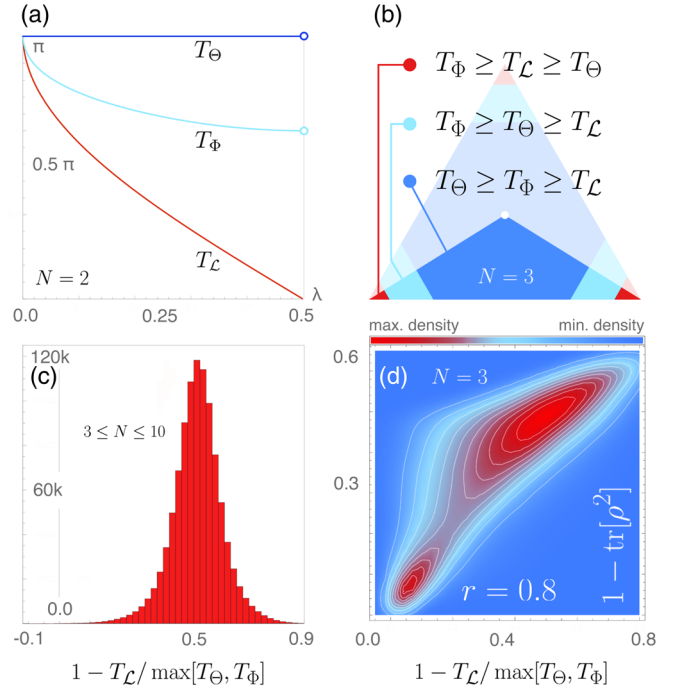 (a)
π
T_Θ
T_Φ
0.5 π
T_ℒ
N = 2
λ
0.0
0.25
0.5
(b)
T_Φ ≥ T_ℒ ≥ T_Θ
T_Φ ≥ T_Θ ≥ T_ℒ
T_Θ ≥ T_Φ ≥ T_ℒ
N = 3
(c)
120k
3 ≤ N ≤ 10
60k
0.0
-0.1
0.5
0.9
1 − T_ℒ/ max[T_Θ, T_Φ]
max. density
min. density
(d)
0.6
N = 3
0.3
1 − tr[ρ²]
r = 0.8
0.0
0.4
0.8
1 − T_ℒ/ max[T_Θ, T_Φ]